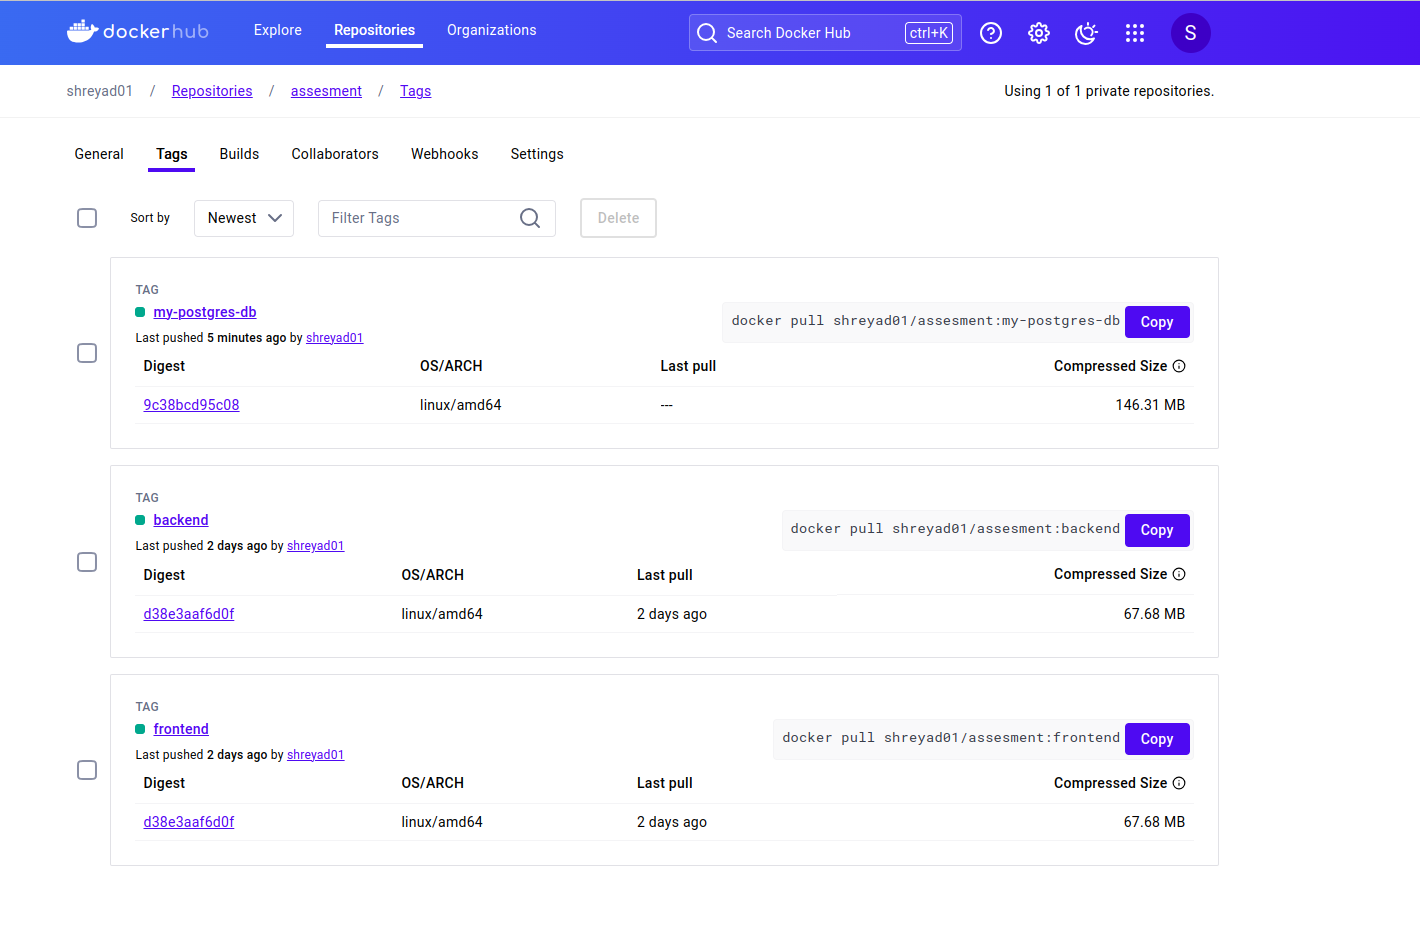 dockerhub
Explore
Repositories
Organizations
Search Docker Hub
ctrl+K
S
shreyad01 / Repositories / assesment / Tags
Using 1 of 1 private repositories.
General
Tags
Builds
Collaborators
Webhooks
Settings
Sort by
Newest
Filter Tags
Delete
TAG
my-postgres-db
Last pushed 5 minutes ago by shreyad01
docker pull shreyad01/assesment:my-postgres-db
Copy
Digest OS/ARCH Last pull Compressed Size
9c38bcd95c08 linux/amd64 --- 146.31 MB
TAG
backend
Last pushed 2 days ago by shreyad01
docker pull shreyad01/assesment:backend
Copy
Digest OS/ARCH Last pull Compressed Size
d38e3aaf6d0f linux/amd64 2 days ago 67.68 MB
TAG
frontend
Last pushed 2 days ago by shreyad01
docker pull shreyad01/assesment:frontend
Copy
Digest OS/ARCH Last pull Compressed Size
d38e3aaf6d0f linux/amd64 2 days ago 67.68 MB